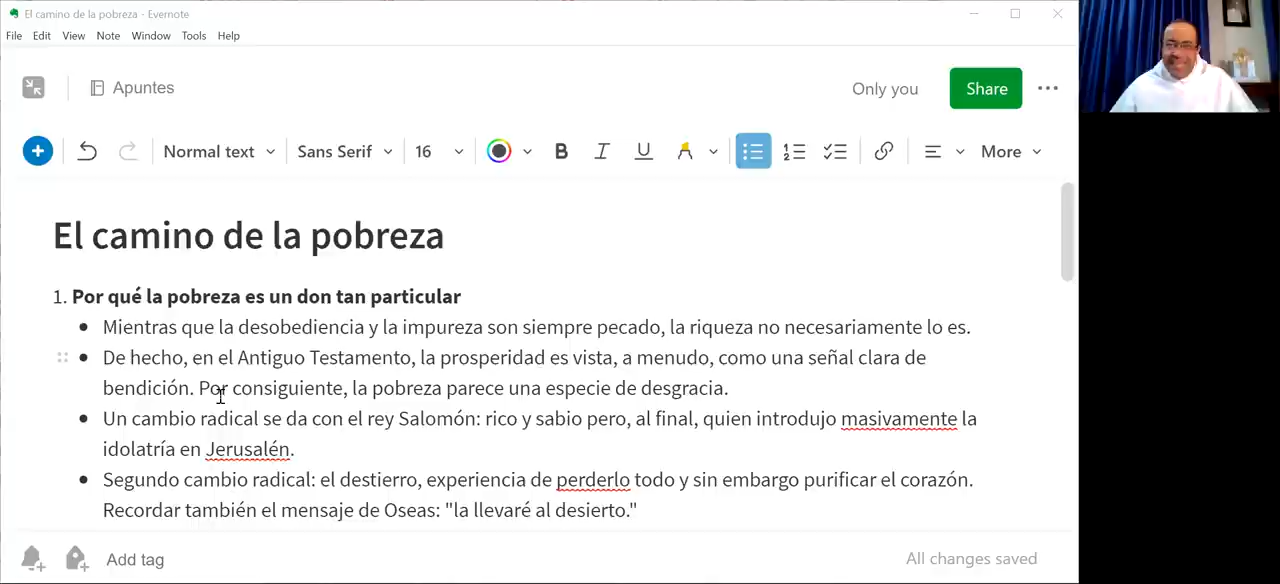 El camino de la pobreza - Evernote
File Edit View Note Window Tools Help
Apuntes Only you Share
Normal text Sans Serif 16 B I U A More
El camino de la pobreza
1. Por qué la pobreza es un don tan particular
Mientras que la desobediencia y la impureza son siempre pecado, la riqueza no necesariamente lo es.
De hecho, en el Antiguo Testamento, la prosperidad es vista, a menudo, como una señal clara de
bendición. Por consiguiente, la pobreza parece una especie de desgracia.
Un cambio radical se da con el rey Salomón: rico y sabio pero, al final, quien introdujo masivamente la
idolatría en Jerusalén.
Segundo cambio radical: el destierro, experiencia de perderlo todo y sin embargo purificar el corazón.
Recordar también el mensaje de Oseas: "la llevaré al desierto."
Add tag All changes saved